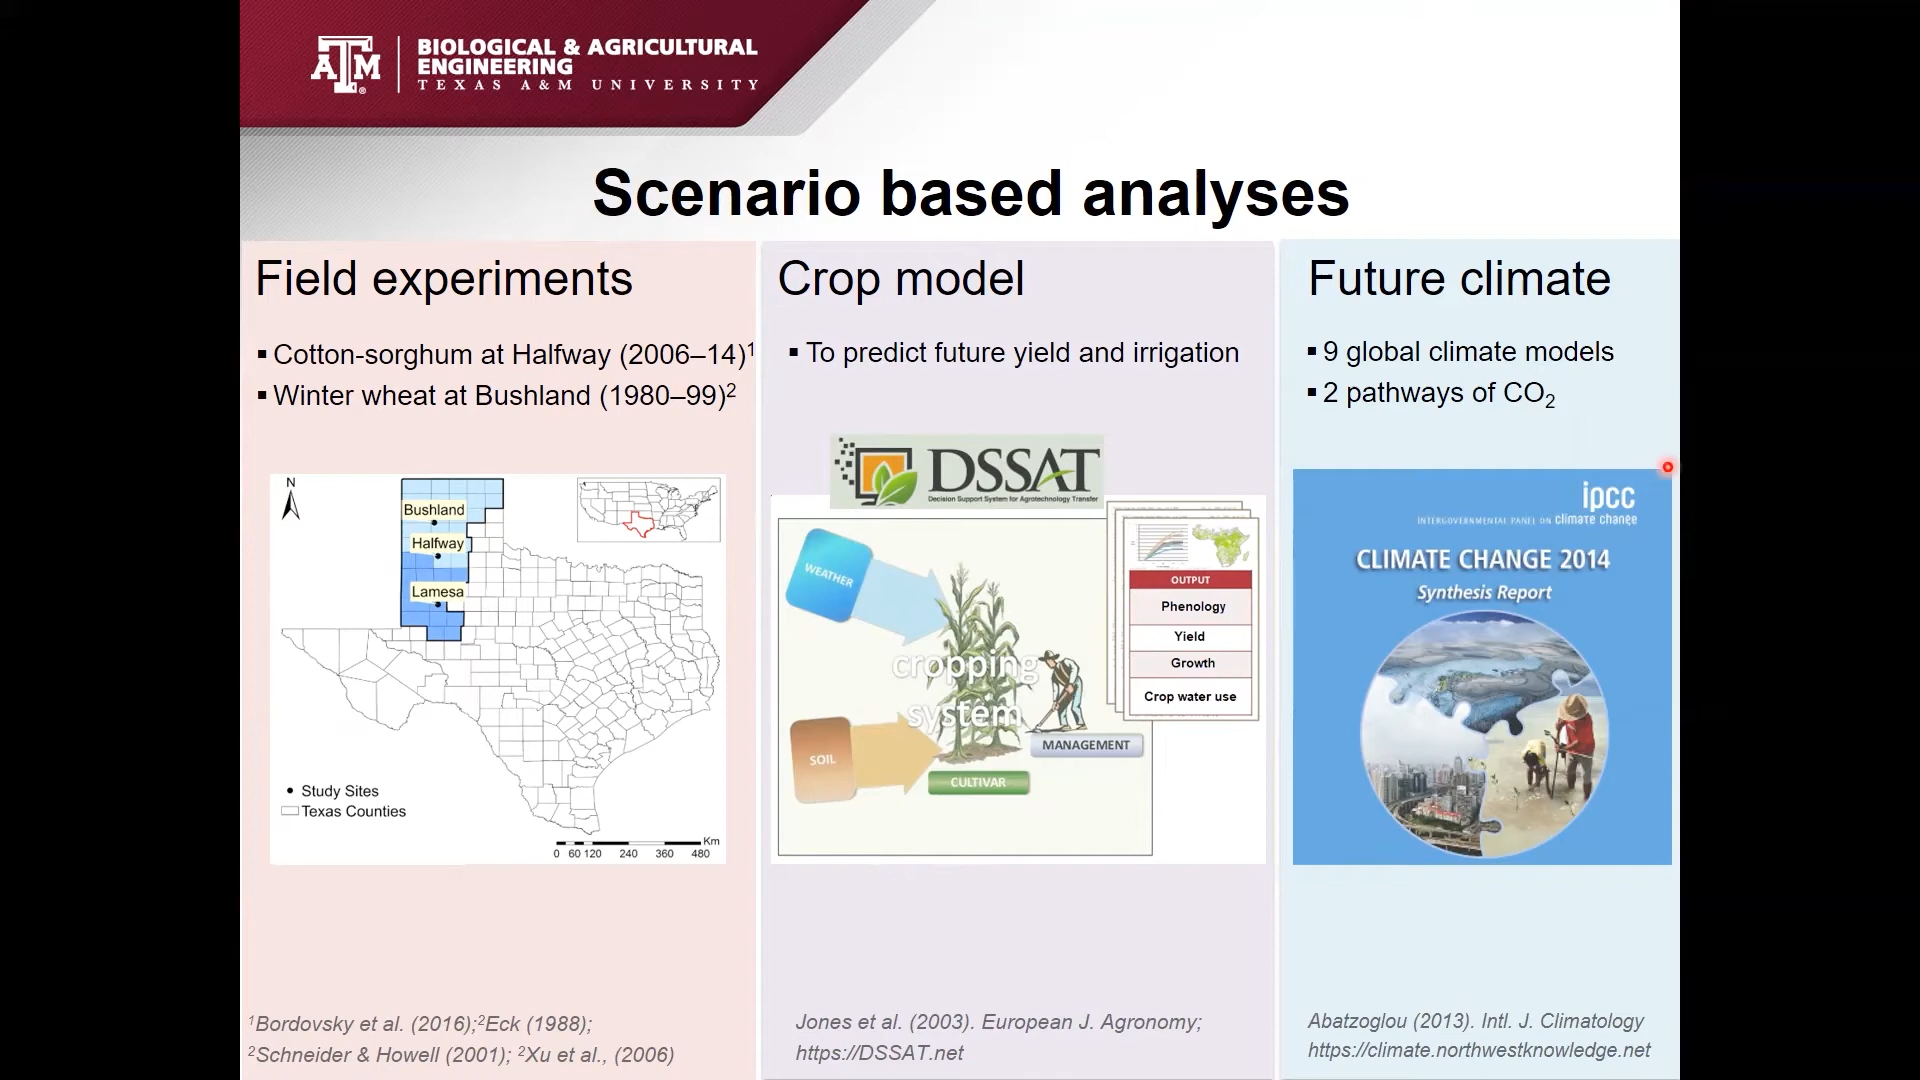 BIOLOGICAL & AGRICULTURAL
ENGINEERING
TEXAS A&M UNIVERSITY
Scenario based analyses
Field experiments
▪ Cotton-sorghum at Halfway (2006–14)¹
▪ Winter wheat at Bushland (1980–99)²
N
Bushland
Halfway
Lamesa
• Study Sites
Texas Counties
Km
0 60 120 240 360 480
¹Bordovsky et al. (2016);²Eck (1988);
²Schneider & Howell (2001); ²Xu et al., (2006)
Crop model
▪ To predict future yield and irrigation
DSSAT
Decision Support System for Agrotechnology Transfer
WEATHER
cropping
system
SOIL
MANAGEMENT
CULTIVAR
OUTPUT
Phenology
Yield
Growth
Crop water use
Jones et al. (2003). European J. Agronomy;
https://DSSAT.net
Future climate
▪ 9 global climate models
▪ 2 pathways of CO₂
ipcc
INTERGOVERNMENTAL PANEL ON climate change
CLIMATE CHANGE 2014
Synthesis Report
Abatzoglou (2013). Intl. J. Climatology
https://climate.northwestknowledge.net